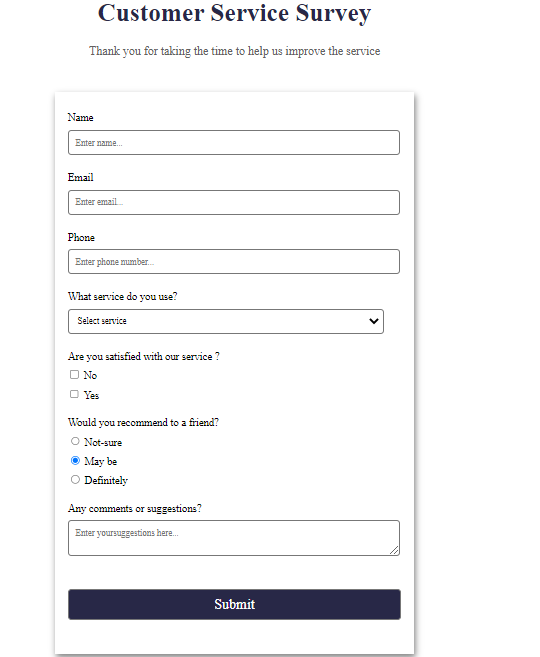 Customer Service Survey
Thank you for taking the time to help us improve the service
Name
Enter name...
Email
Enter email...
Phone
Enter phone number...
What service do you use?
Select service
Are you satisfied with our service ?
No
Yes
Would you recommend to a friend?
Not-sure
May be
Definitely
Any comments or suggestions?
Enter yoursuggestions here...
Submit